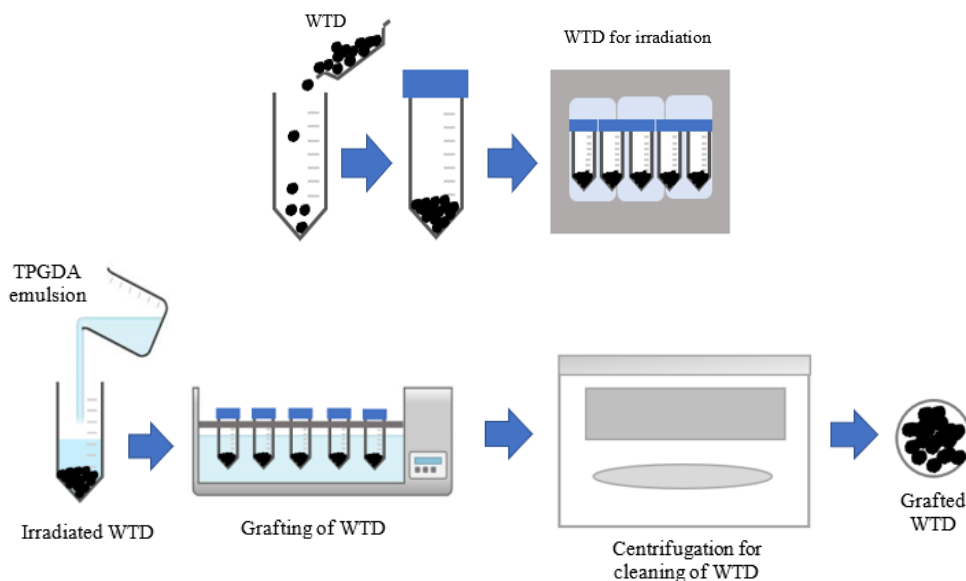 WTD
WTD for irradiation
TPGDA
emulsion
Irradiated WTD
Grafting of WTD
Centrifugation for
cleaning of WTD
Grafted
WTD